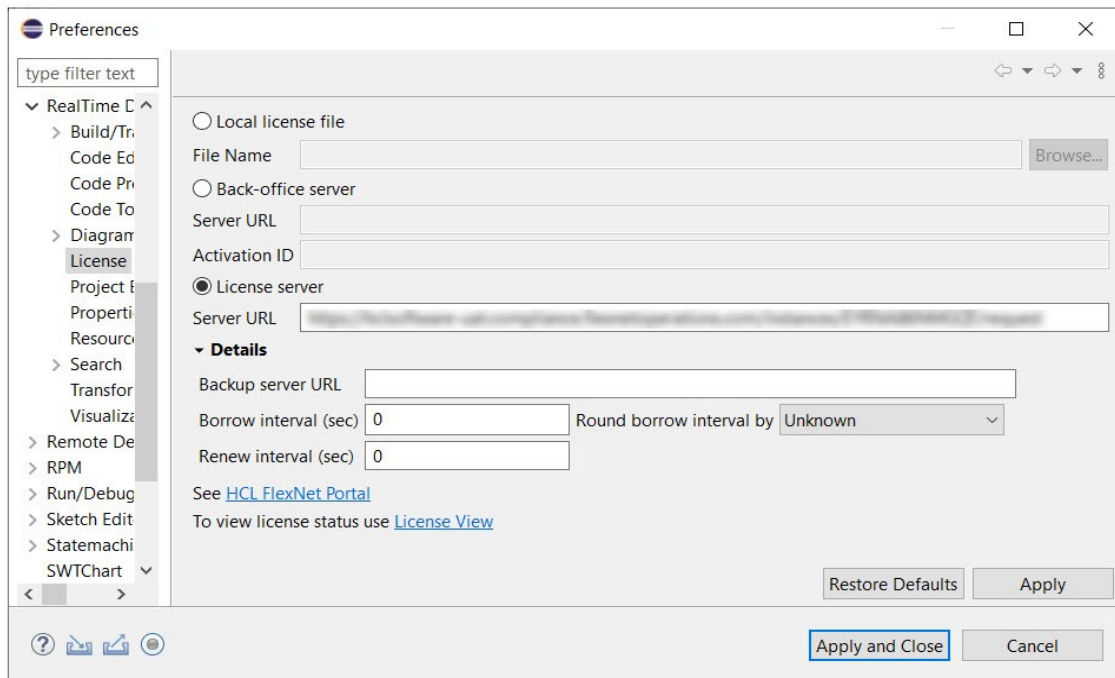 Preferences
type filter text
RealTime D
Build/Tra
Code Ed
Code Pr
Code To
Diagram
License
Project E
Properti
Resourc
Search
Transfor
Visualiza
Remote De
RPM
Run/Debug
Sketch Edit
Statemachi
SWTChart
Local license file
File Name
Browse...
Back-office server
Server URL
Activation ID
License server
Server URL
Details
Backup server URL
Borrow interval (sec) 0 Round borrow interval by Unknown
Renew interval (sec) 0
See HCL FlexNet Portal
To view license status use License View
Restore Defaults Apply
Apply and Close Cancel